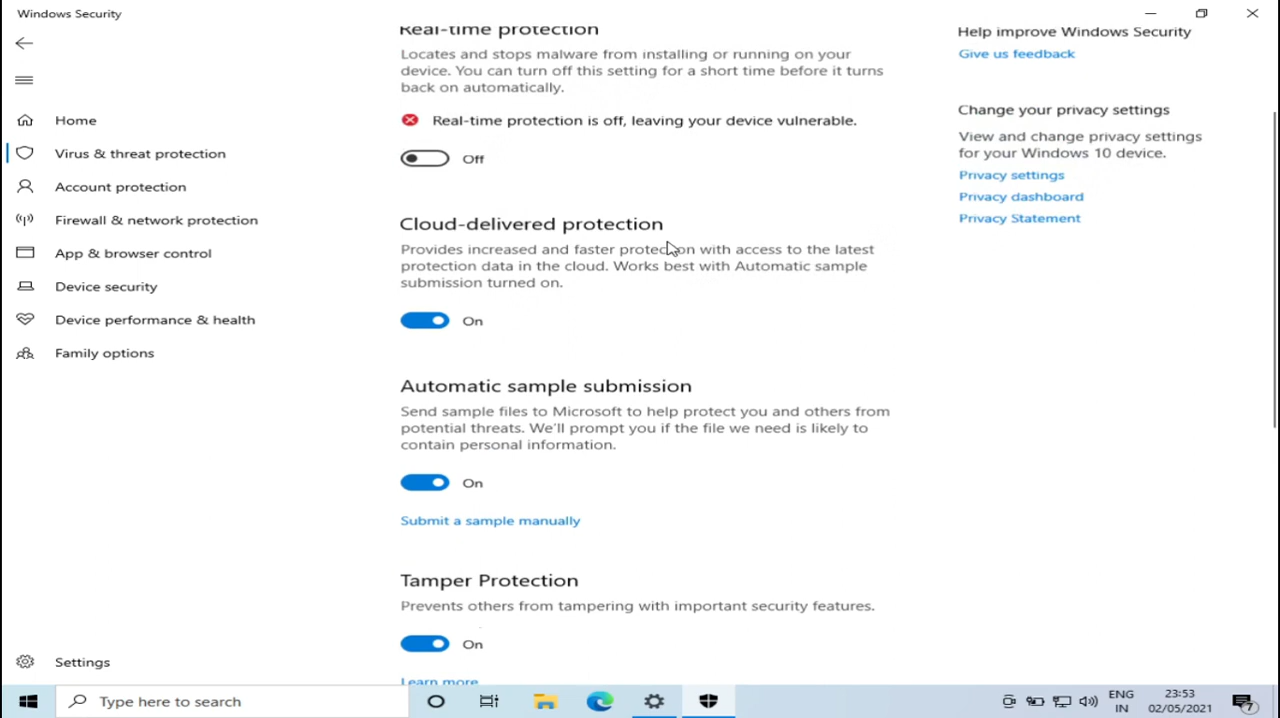 Windows Security
Home
Virus & threat protection
Account protection
Firewall & network protection
App & browser control
Device security
Device performance & health
Family options
Settings
Real-time protection
Locates and stops malware from installing or running on your
device. You can turn off this setting for a short time before it turns
back on automatically.
Real-time protection is off, leaving your device vulnerable.
Off
Cloud-delivered protection
Provides increased and faster protection with access to the latest
protection data in the cloud. Works best with Automatic sample
submission turned on.
On
Automatic sample submission
Send sample files to Microsoft to help protect you and others from
potential threats. We'll prompt you if the file we need is likely to
contain personal information.
On
Submit a sample manually
Tamper Protection
Prevents others from tampering with important security features.
On
Learn more
Help improve Windows Security
Give us feedback
Change your privacy settings
View and change privacy settings
for your Windows 10 device.
Privacy settings
Privacy dashboard
Privacy Statement
Type here to search
ENG
IN
23:53
02/05/2021
7